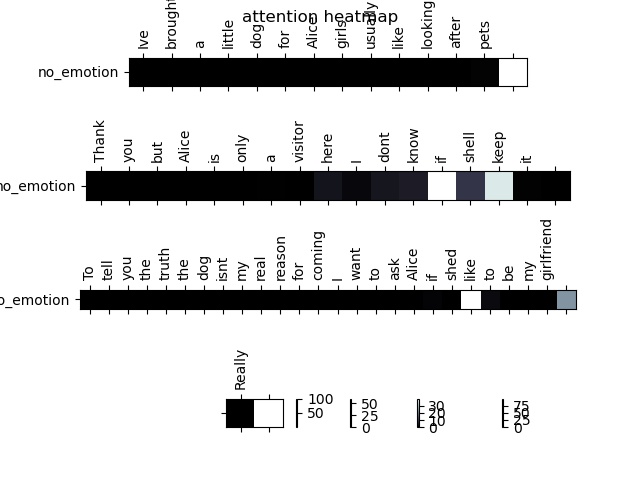 attention heatmap
Ive brought a little dog for Alice girls usually like looking after pets
no_emotion
Thank you but Alice is only a visitor here I dont know if shell keep it
no_emotion
To tell you the truth the dog isnt my real reason for coming I want to ask Alice if shed like to be my girlfriend
no_emotion
Really
100
50
50
25
0
30
20
10
0
75
50
25
0